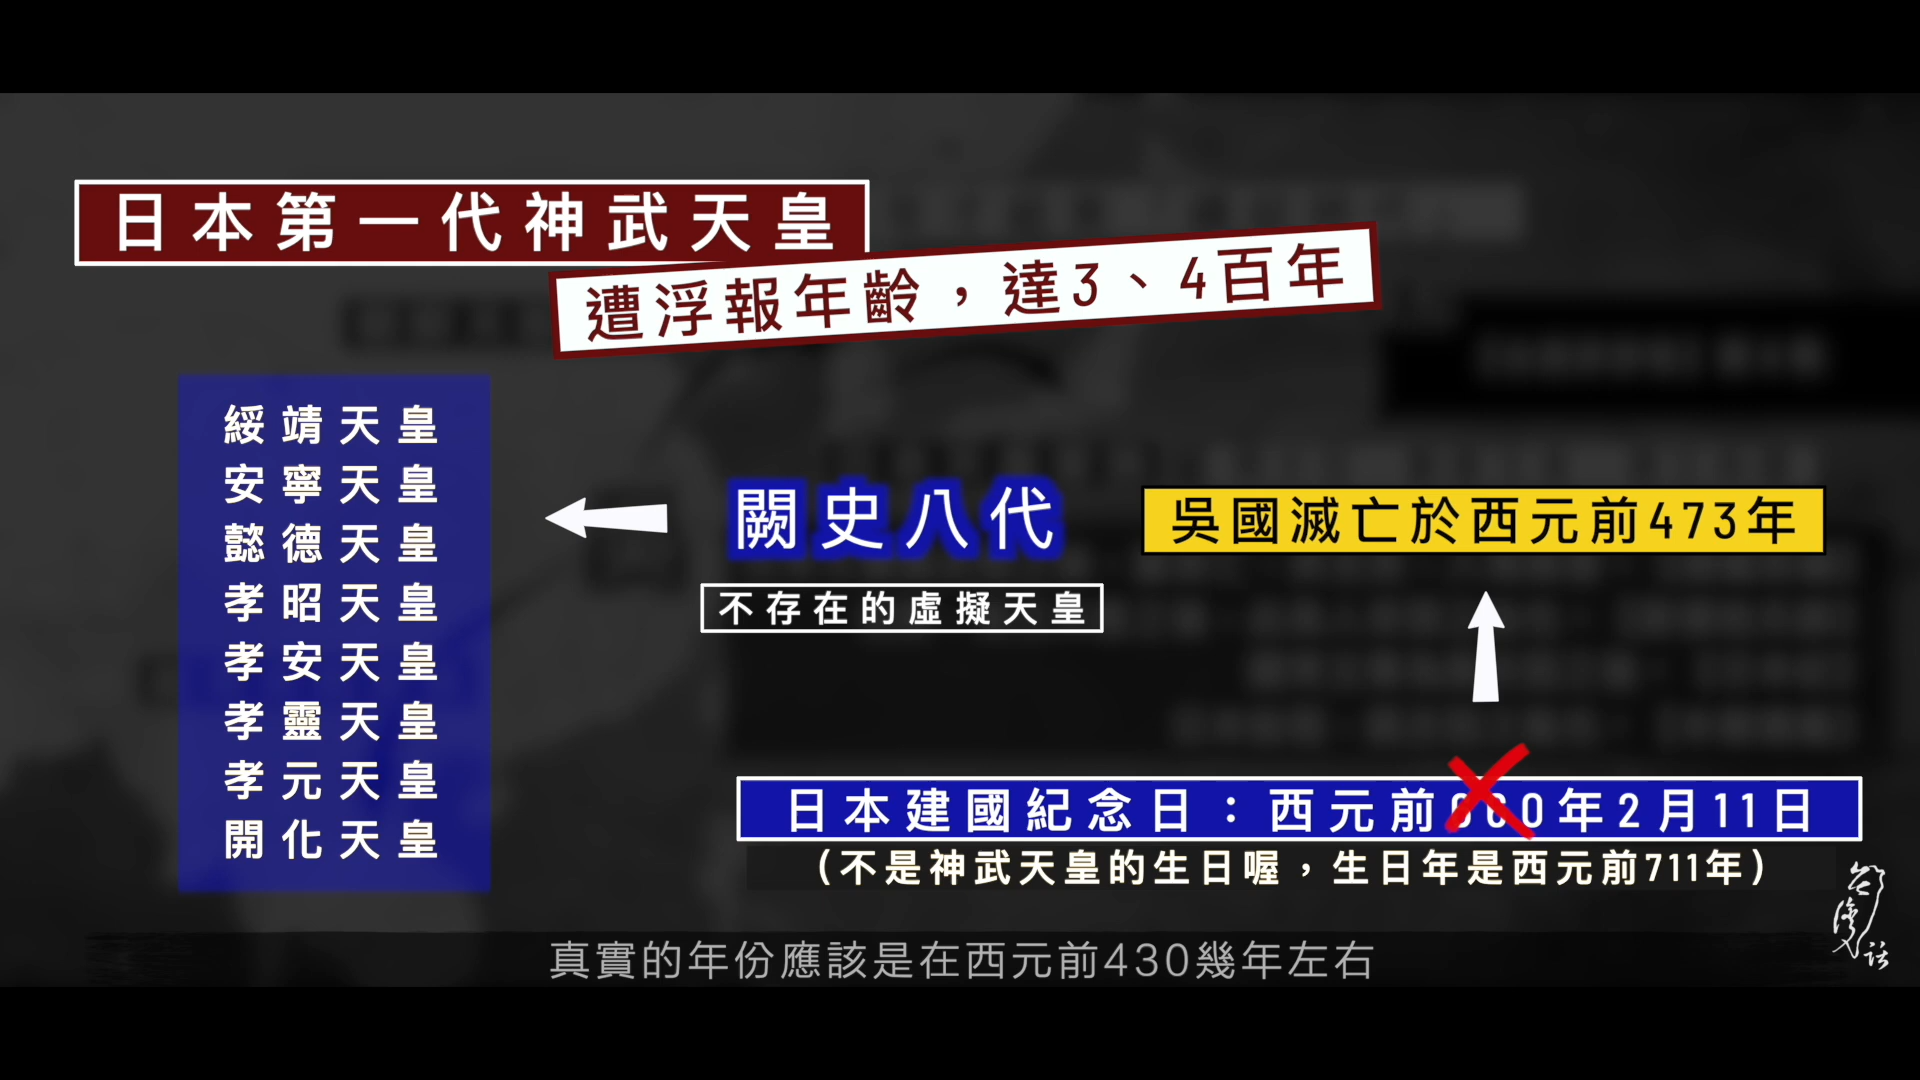 日本第一代神武天皇
遭浮報年齡，達3、4百年
綏靖天皇
安寧天皇
懿德天皇
孝昭天皇
孝安天皇
孝靈天皇
孝元天皇
開化天皇
闕史八代
不存在的虛擬天皇
吳國滅亡於西元前473年
日本建國紀念日：西元前660年2月11日
（不是神武天皇的生日喔，生日年是西元前711年）
真實的年份應該是在西元前430幾年左右